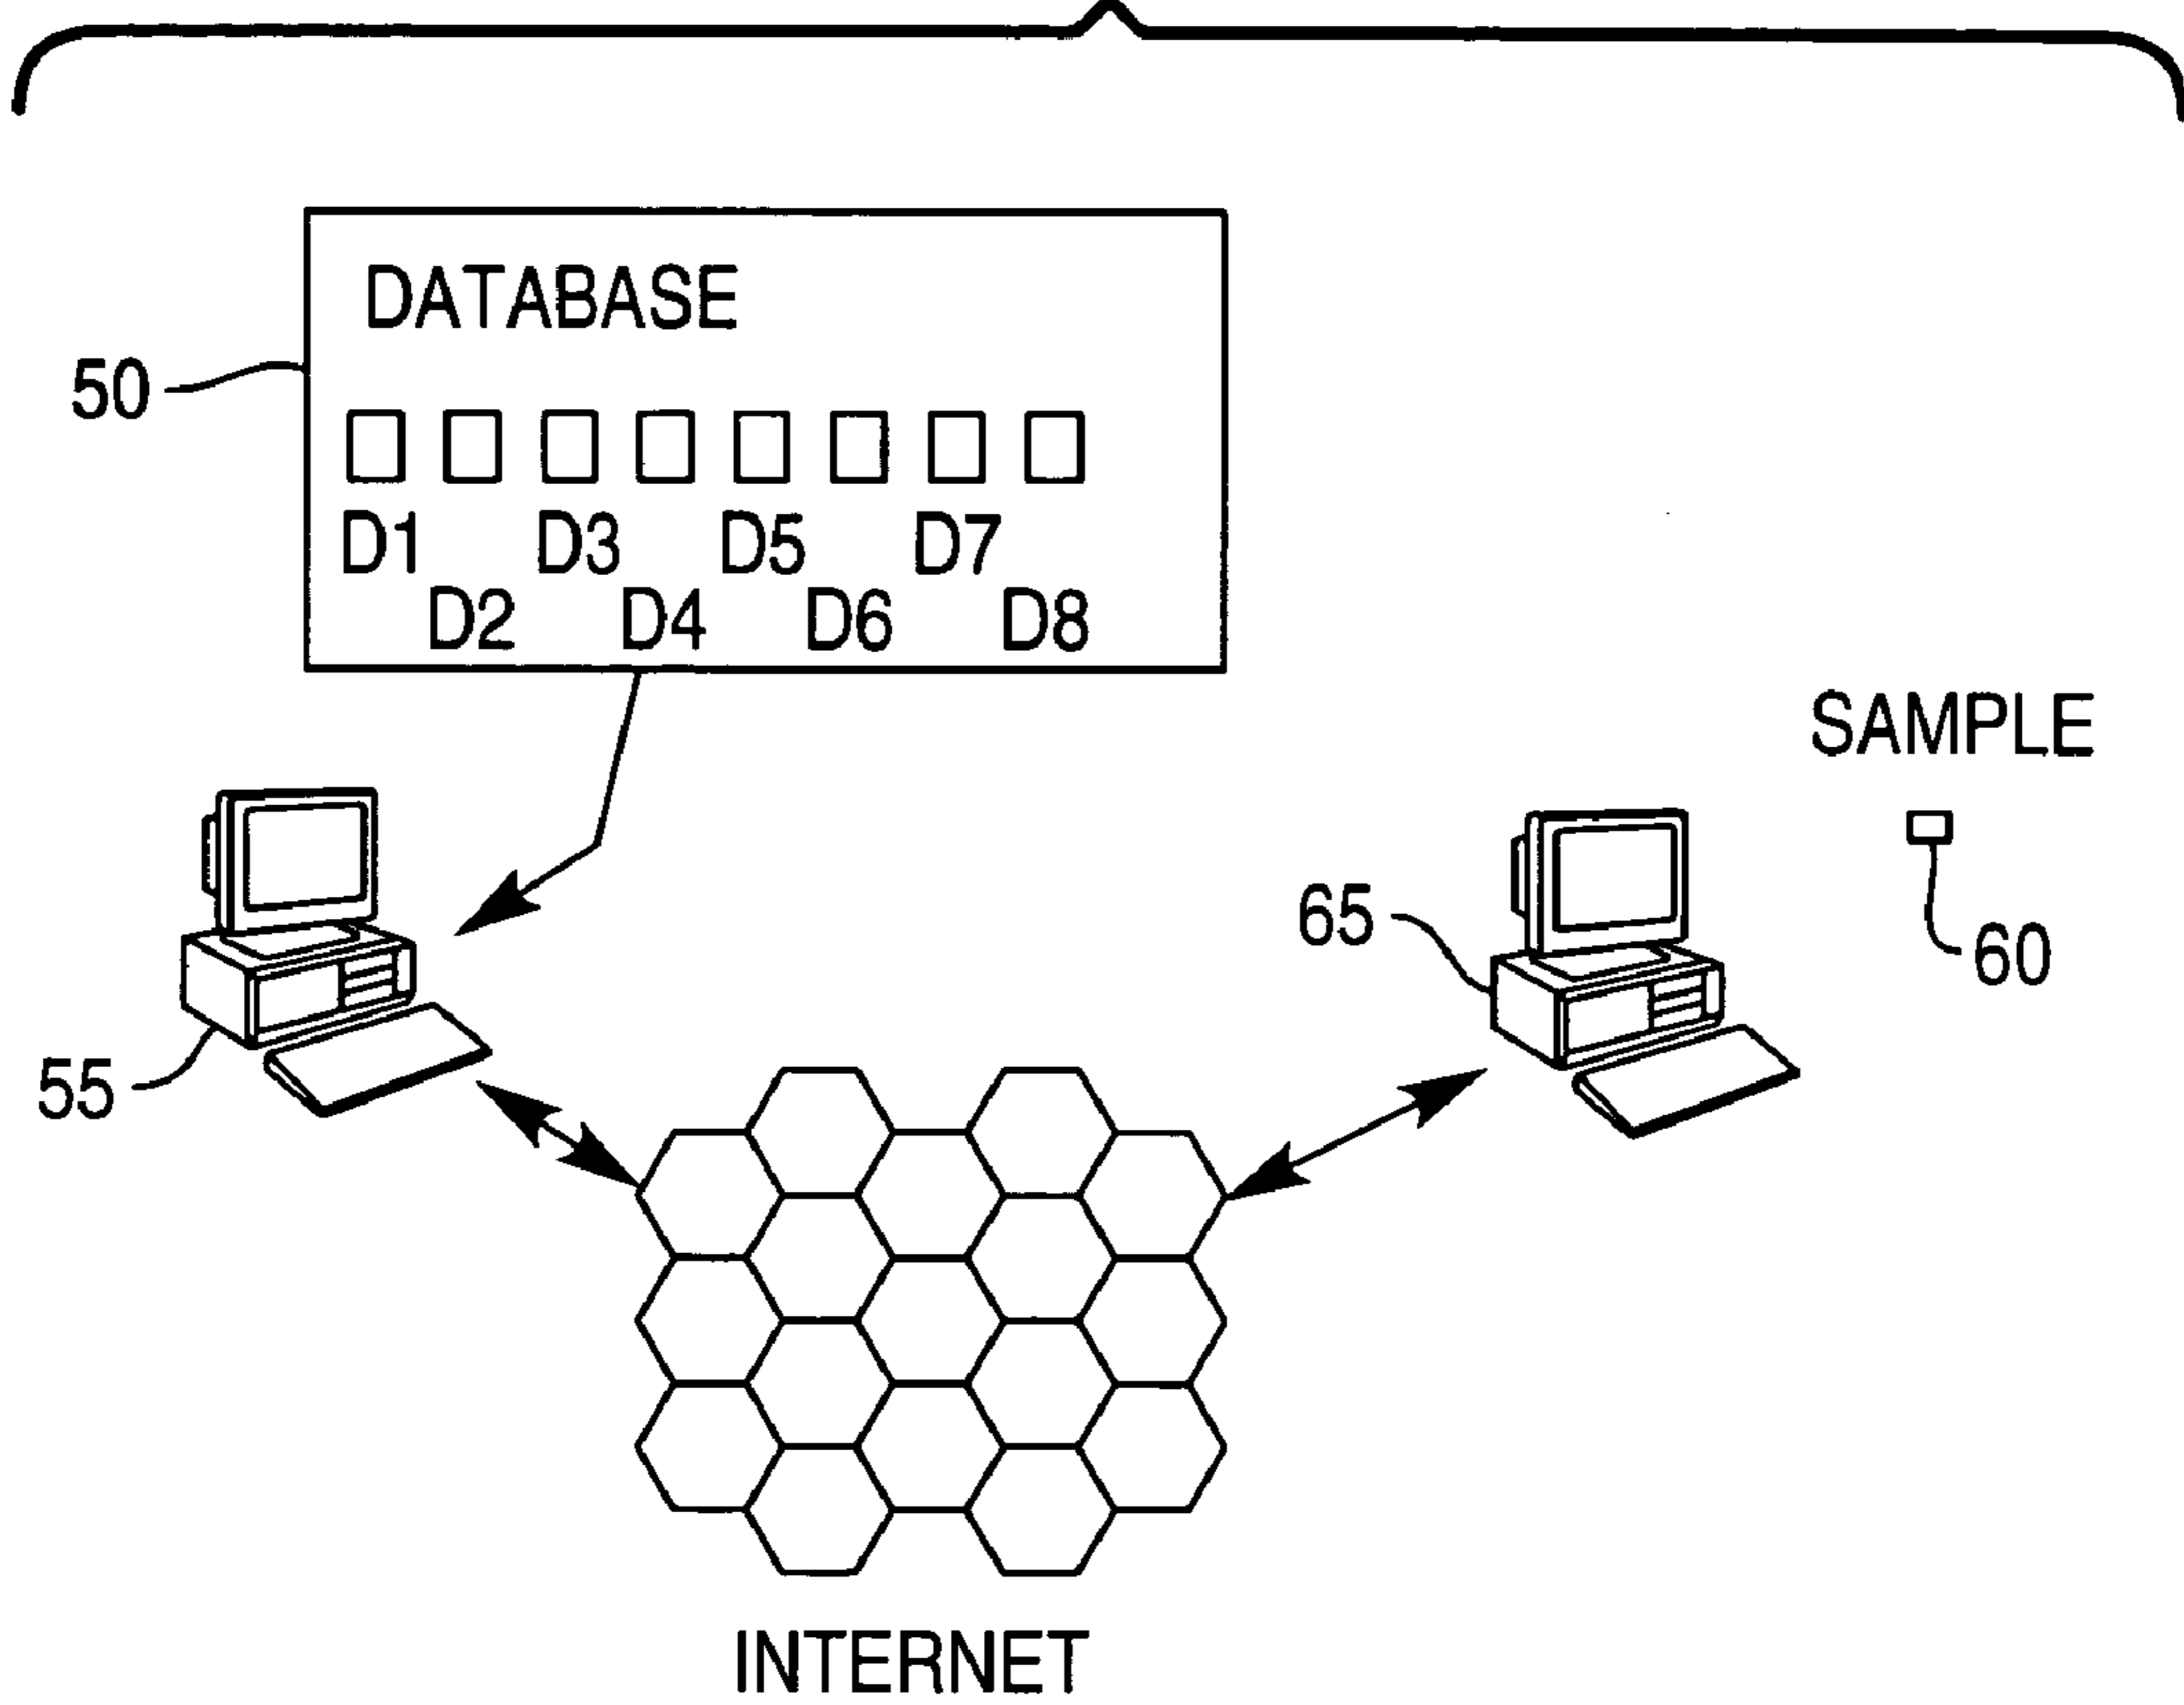 DATABASE
50
D1 D3 D5 D7
D2 D4 D6 D8
SAMPLE
65
60
55
INTERNET